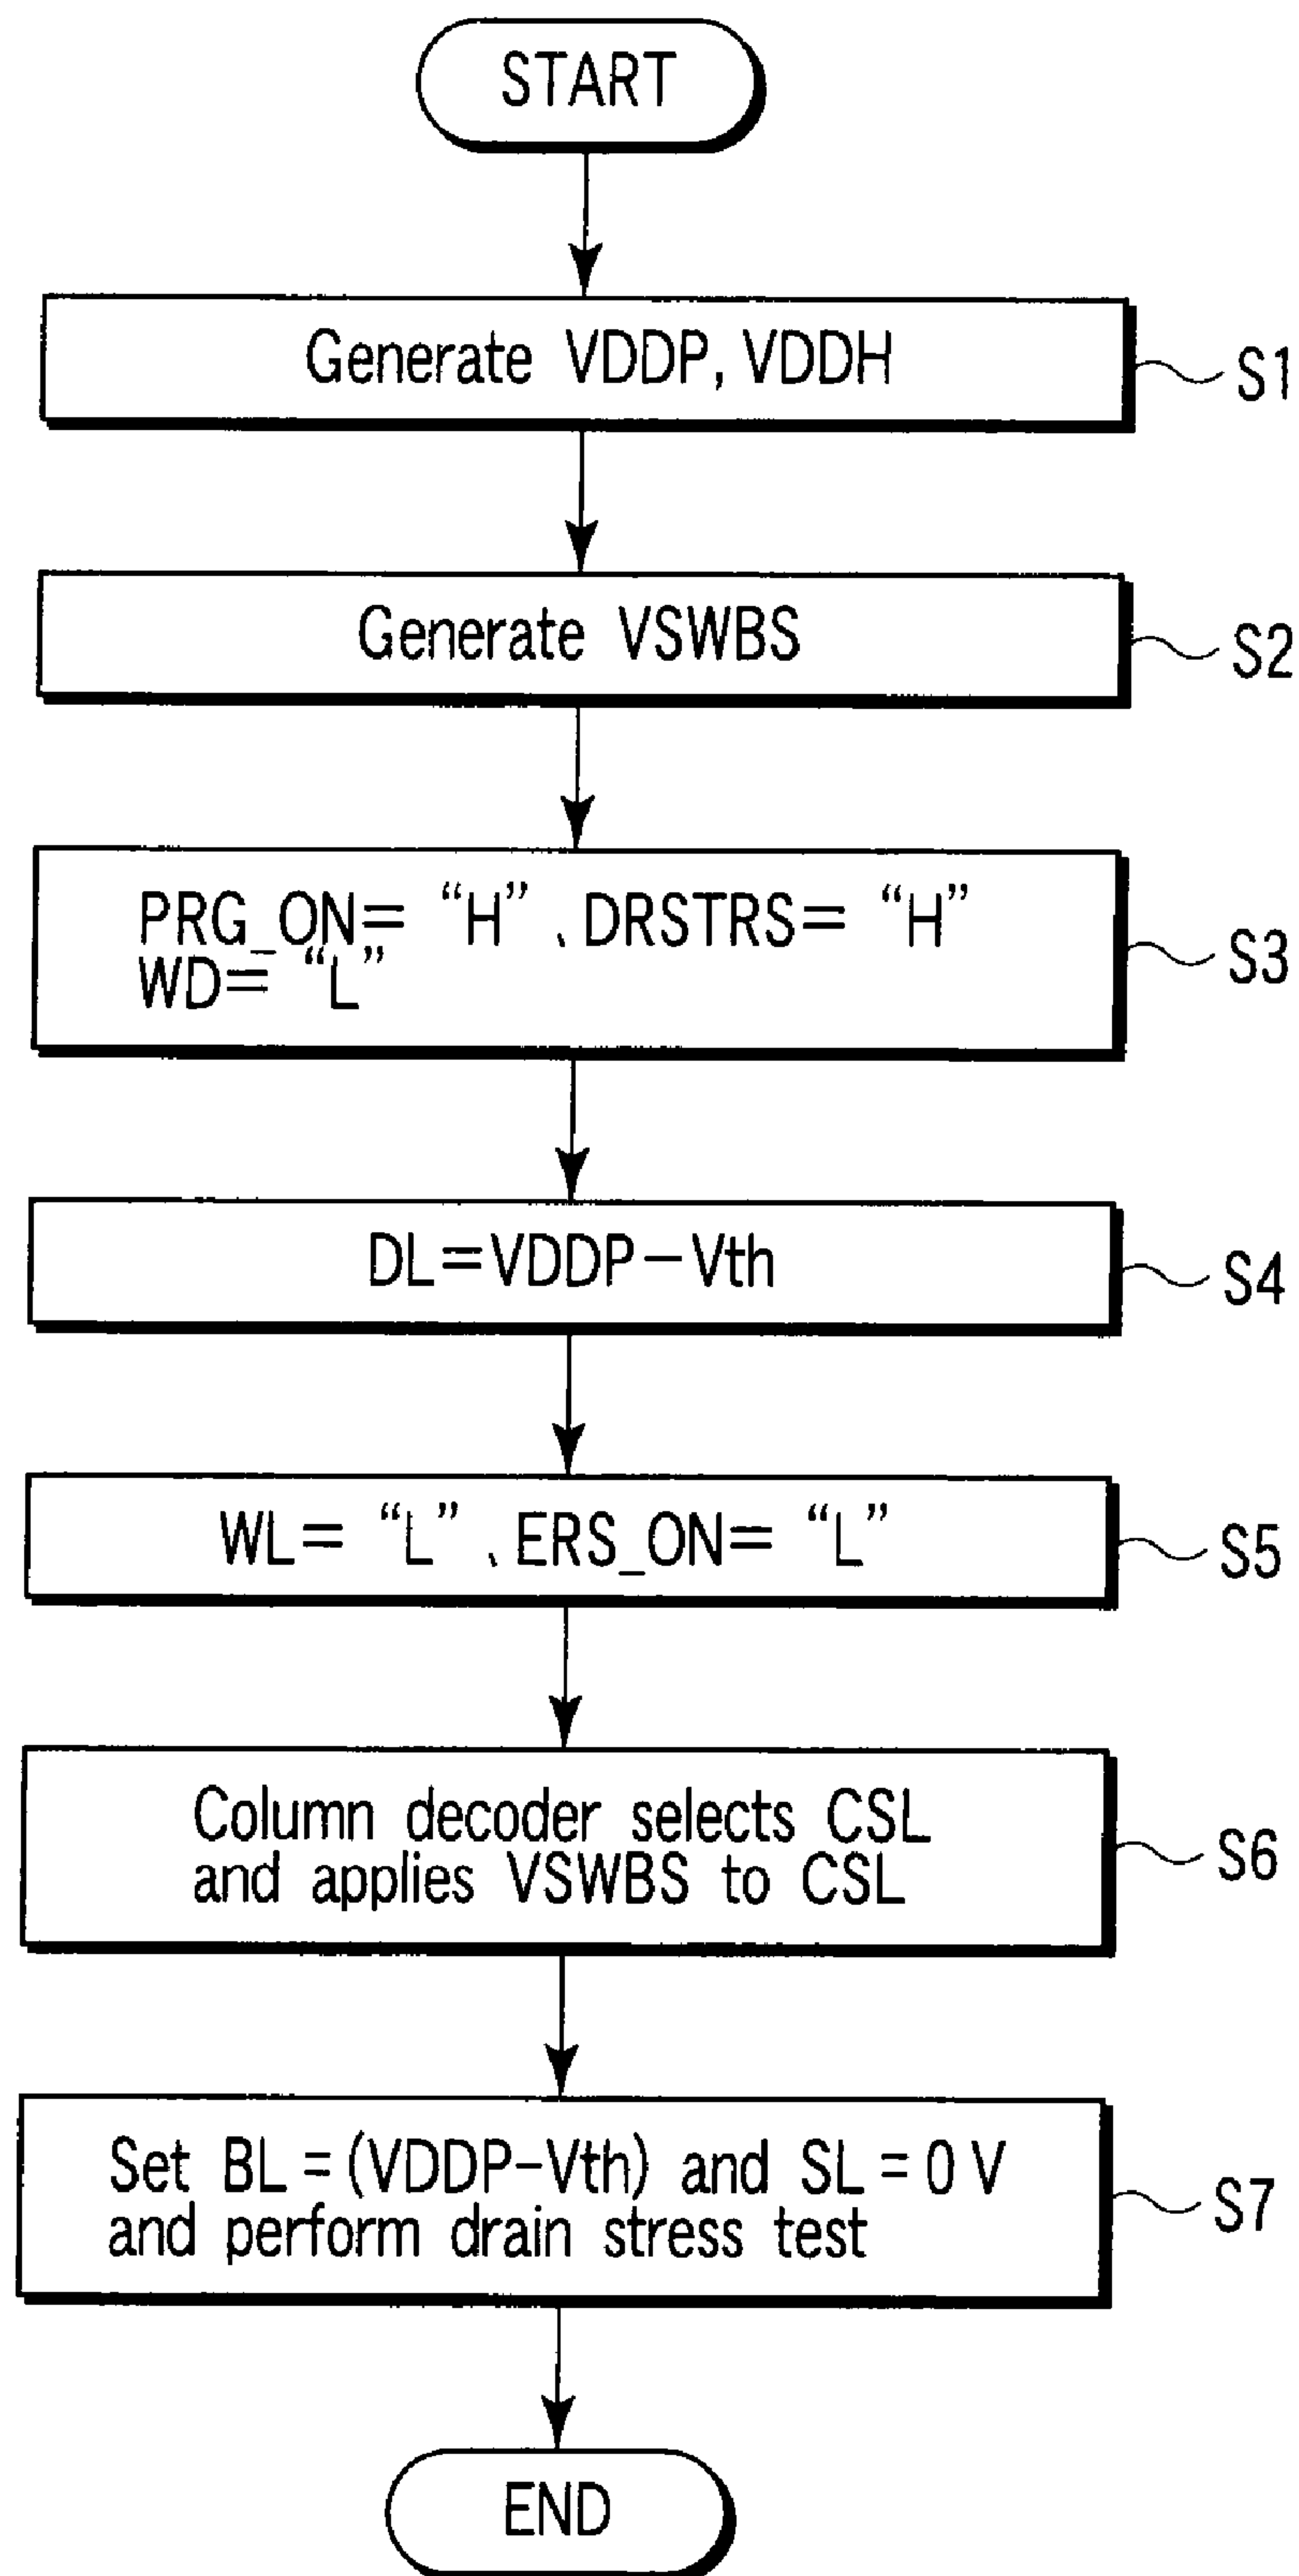 START
Generate VDDP, VDDH
S1
Generate VSWBS
S2
PRG_ON= “H” 、DRSTRS= “H”
WD= “L”
S3
DL=VDDP−Vth
S4
WL= “L” 、ERS_ON= “L”
S5
Column decoder selects CSL
and applies VSWBS to CSL
S6
Set BL=(VDDP-Vth) and SL=0 V
and perform drain stress test
S7
END